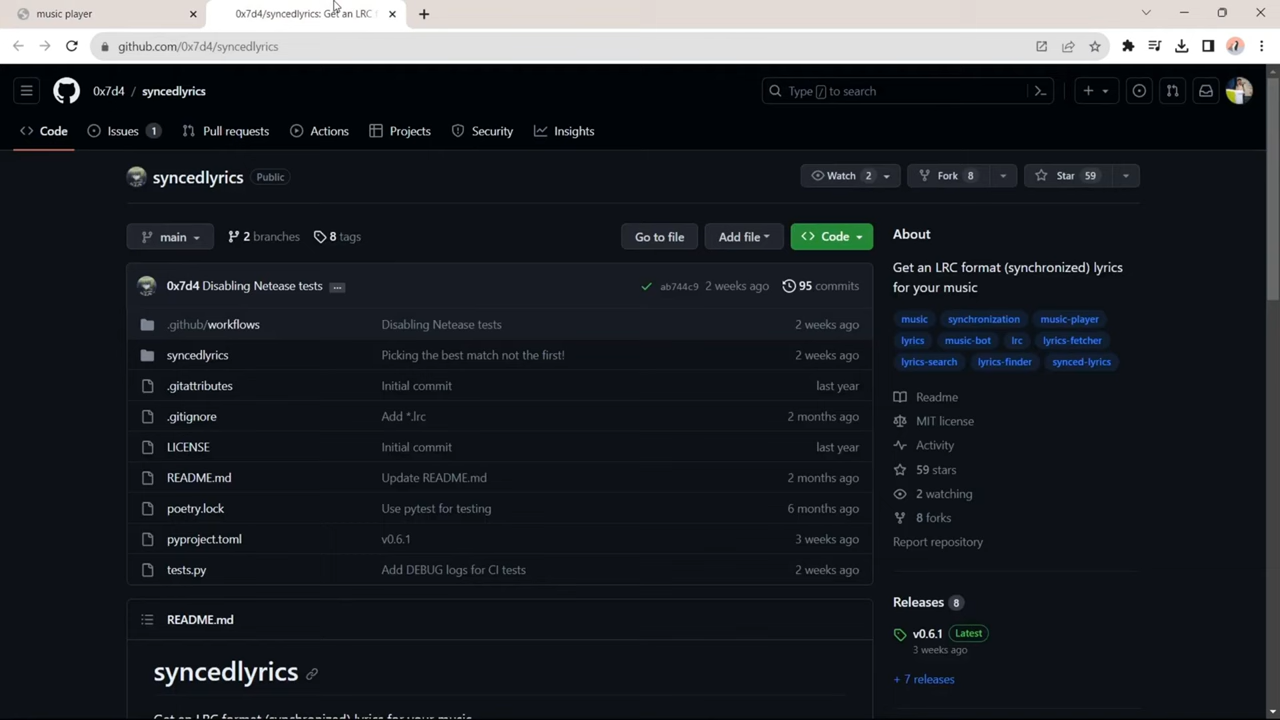 music player
0x7d4/syncedlyrics: Get an LRC f
github.com/0x7d4/syncedlyrics
0x7d4 / syncedlyrics
Type / to search
Code
Issues 1
Pull requests
Actions
Projects
Security
Insights
syncedlyrics Public
Watch 2
Fork 8
Star 59
main
2 branches
8 tags
Go to file
Add file
Code
0x7d4 Disabling Netease tests ... ab744c9 2 weeks ago 95 commits
.github/workflows Disabling Netease tests 2 weeks ago
syncedlyrics Picking the best match not the first! 2 weeks ago
.gitattributes Initial commit last year
.gitignore Add *.lrc 2 months ago
LICENSE Initial commit last year
README.md Update README.md 2 months ago
poetry.lock Use pytest for testing 6 months ago
pyproject.toml v0.6.1 3 weeks ago
tests.py Add DEBUG logs for CI tests 2 weeks ago
README.md
syncedlyrics
Get an LRC format (synchronized) lyrics for your music
About
Get an LRC format (synchronized) lyrics
for your music
music synchronization music-player
lyrics music-bot lrc lyrics-fetcher
lyrics-search lyrics-finder synced-lyrics
Readme
MIT license
Activity
59 stars
2 watching
8 forks
Report repository
Releases 8
v0.6.1 Latest
3 weeks ago
+ 7 releases